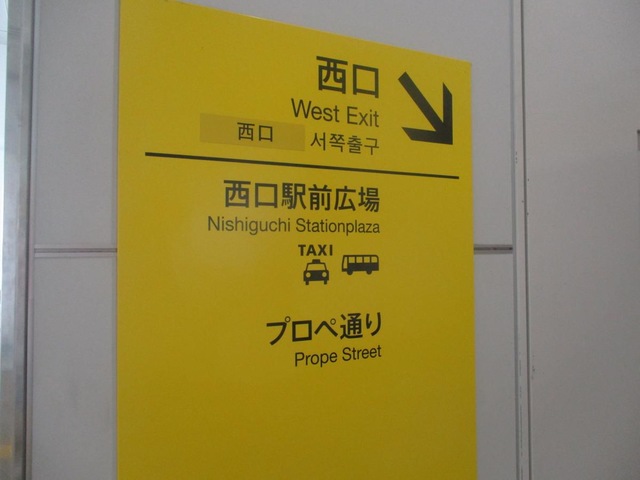 西口
West Exit
西口 서쪽출구
西口駅前広場
Nishiguchi Stationplaza
TAXI
プロペ通り
Prope Street